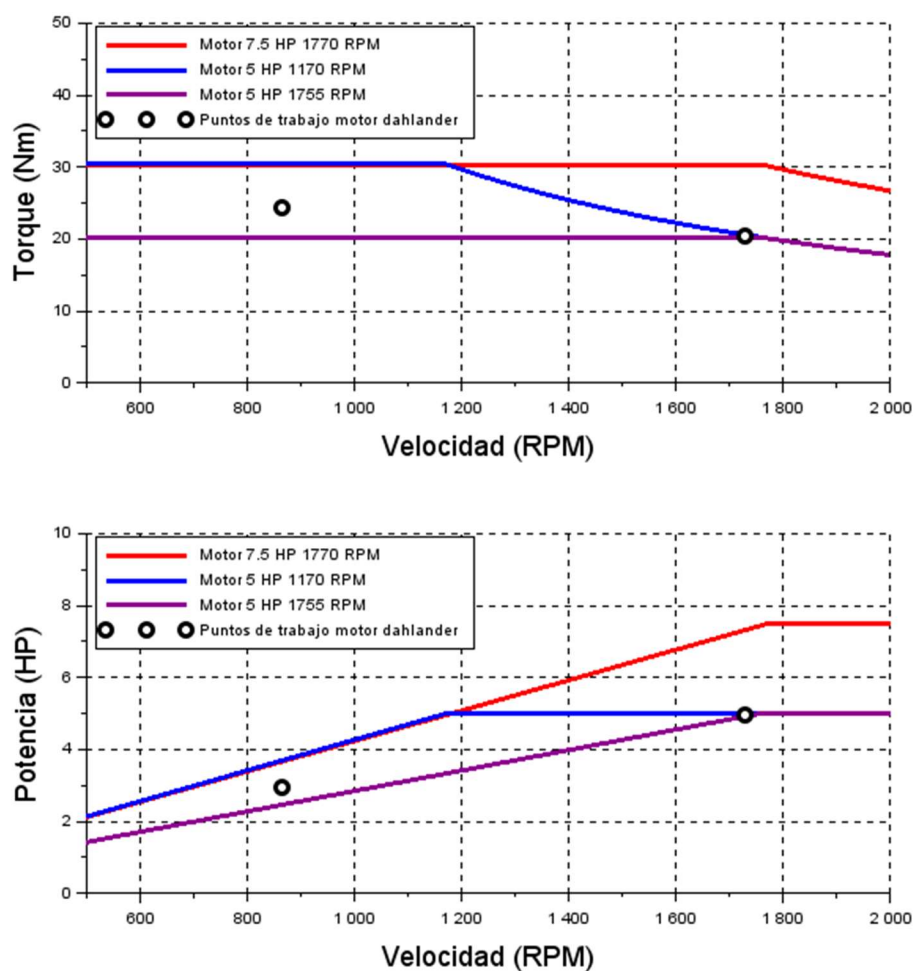 50
Motor 7.5 HP 1770 RPM
Motor 5 HP 1170 RPM
40
Motor 5 HP 1755 RPM
Puntos de trabajo motor dahlander
30
20
10
0
Torque (Nm)
600 800 1 000 1 200 1 400 1 600 1 800 2 000
Velocidad (RPM)
10
Motor 7.5 HP 1770 RPM
Motor 5 HP 1170 RPM
8
Motor 5 HP 1755 RPM
Puntos de trabajo motor dahlander
6
4
2
0
Potencia (HP)
600 800 1 000 1 200 1 400 1 600 1 800 2 000
Velocidad (RPM)